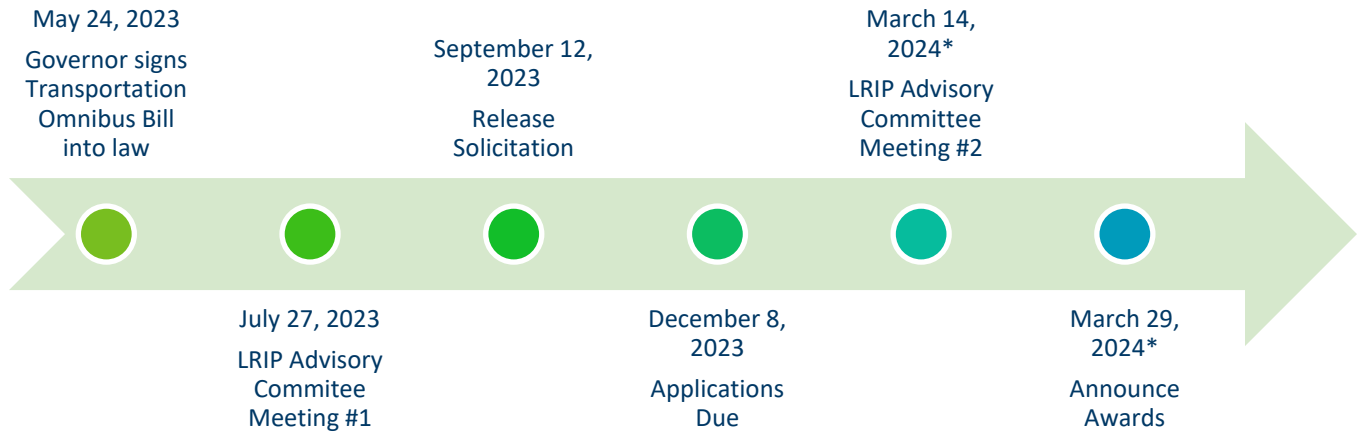 May 24, 2023
Governor signs
Transportation
Omnibus Bill
into law
July 27, 2023
LRIP Advisory
Commitee
Meeting #1
September 12,
2023
Release
Solicitation
December 8,
2023
Applications
Due
March 14,
2024*
LRIP Advisory
Committee
Meeting #2
March 29,
2024*
Announce
Awards